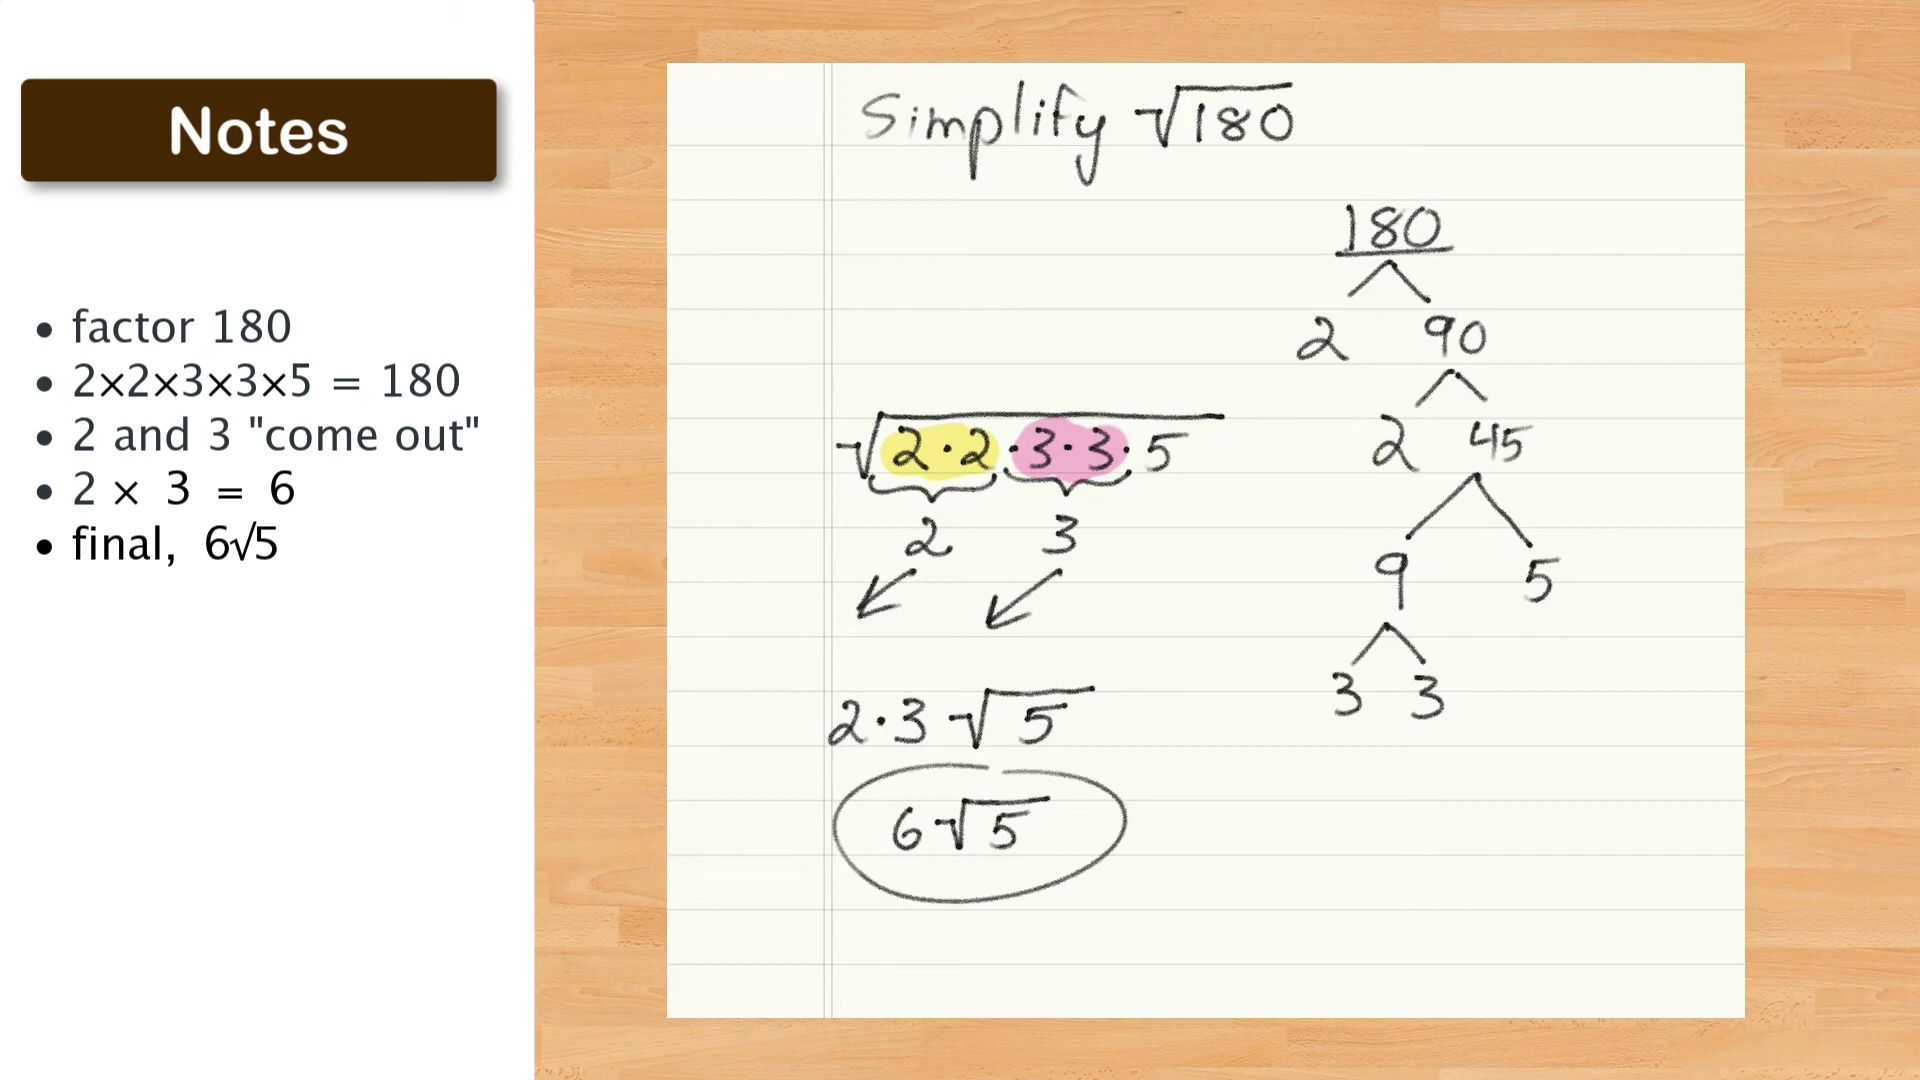 Notes
• factor 180
• 2×2×3×3×5 = 180
• 2 and 3 "come out"
• 2 × 3 = 6
• final, 6√5
Simplify √180
180
2 90
2 45
√2·2·3·3·5
2 3
9 5
3 3
2·3√5
6√5